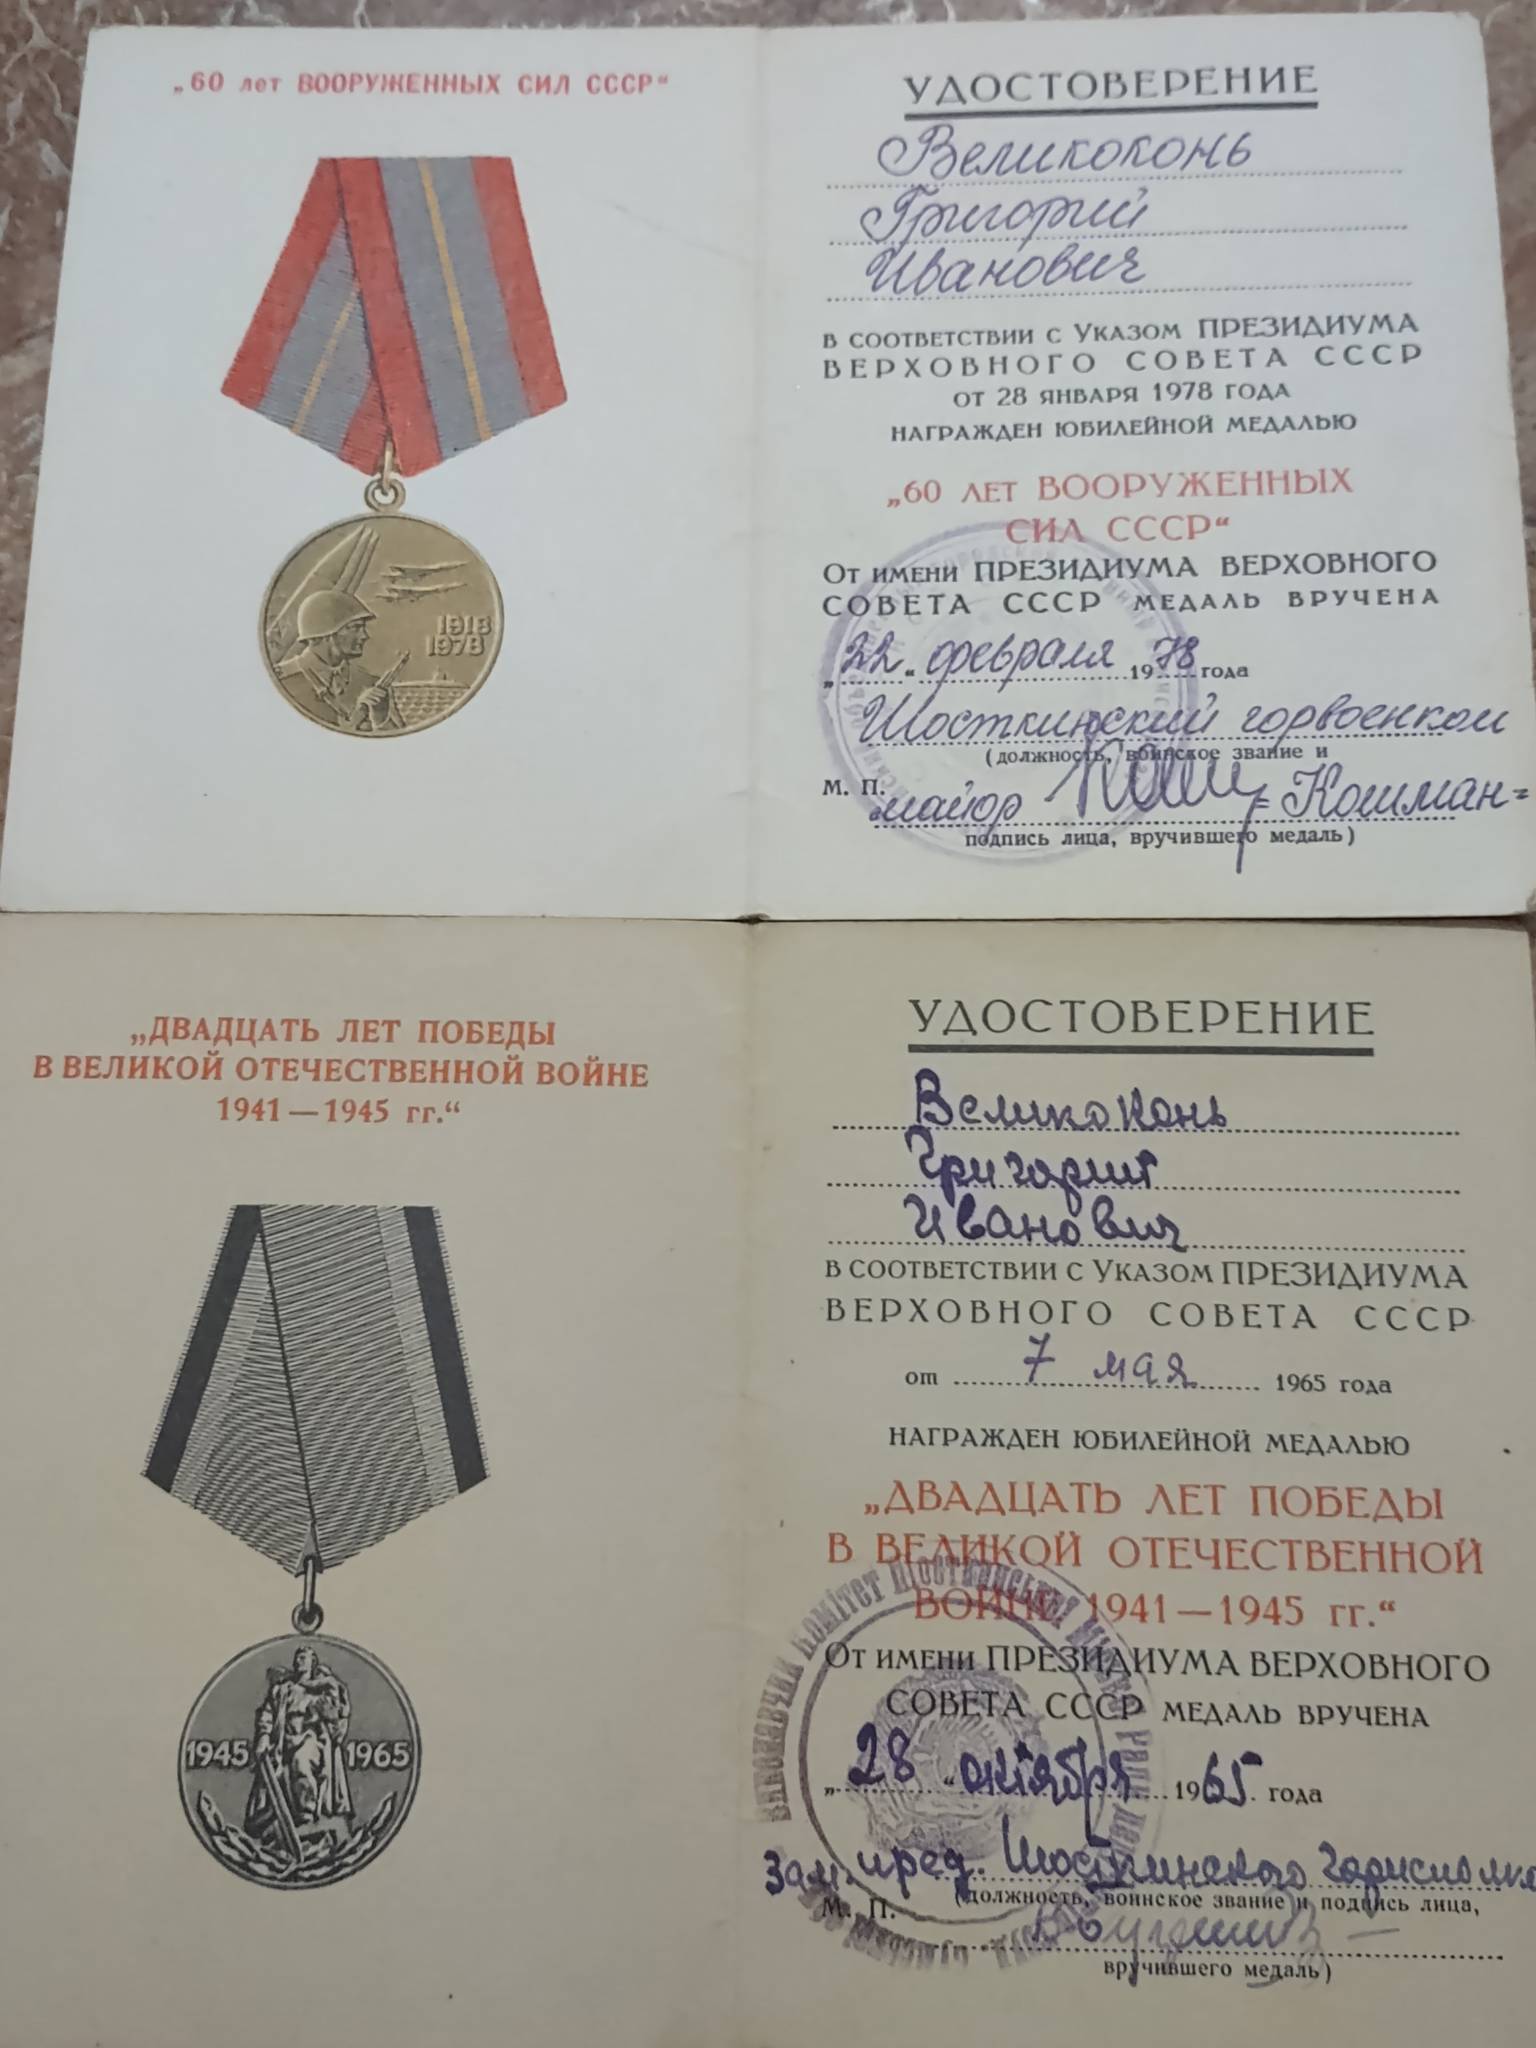 „60 лет ВООРУЖЕННЫХ СИЛ СССР“
1918
1978
УДОСТОВЕРЕНИЕ
Великоконь
Григорий
Иванович
в соответствии с Указом ПРЕЗИДИУМА
ВЕРХОВНОГО СОВЕТА СССР
от 28 января 1978 года
награжден юбилейной медалью
„60 лет ВООРУЖЕННЫХ
СИЛ СССР“
От имени ПРЕЗИДИУМА ВЕРХОВНОГО
СОВЕТА СССР медаль вручена
„22“ февраля 1978 года
Шосткинский горвоенком
(должность, воинское звание и
М. П.
майор Кошман=
подпись лица, вручившего медаль)
„ДВАДЦАТЬ ЛЕТ ПОБЕДЫ
В ВЕЛИКОЙ ОТЕЧЕСТВЕННОЙ ВОЙНЕ
1941—1945 гг.“
1945 1965
УДОСТОВЕРЕНИЕ
Великоконь
Григорий
Иванович
в соответствии с Указом ПРЕЗИДИУМА
ВЕРХОВНОГО СОВЕТА СССР
от 7 мая 1965 года
награжден юбилейной медалью
„ДВАДЦАТЬ ЛЕТ ПОБЕДЫ
В ВЕЛИКОЙ ОТЕЧЕСТВЕННОЙ
ВОЙНЕ 1941—1945 гг.“
От имени ПРЕЗИДИУМА ВЕРХОВНОГО
СОВЕТА СССР медаль вручена
„28“ октября 1965 года
Зам. пред. Шосткинского
(должность, воинское звание и подпись лица,
М. П.
вручившего медаль)